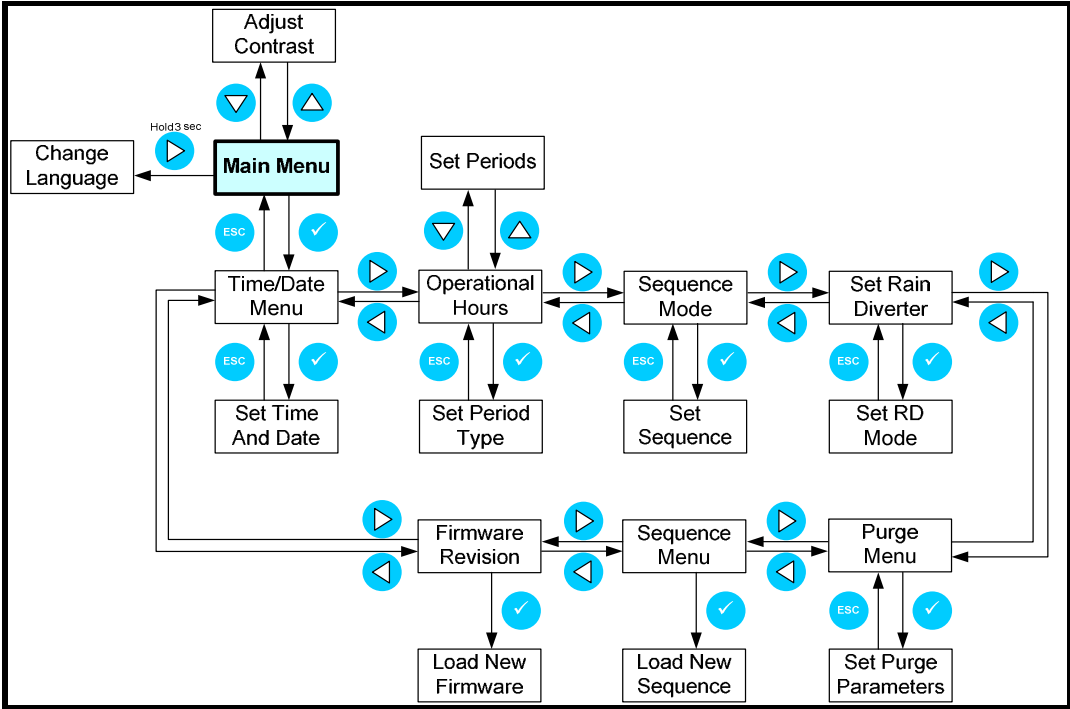 Adjust
Contrast
Hold 3 sec
Change
Language
Main Menu
Set Periods
ESC
Time/Date
Menu
Operational
Hours
Sequence
Mode
Set Rain
Diverter
ESC
ESC
ESC
ESC
Set Time
And Date
Set Period
Type
Set
Sequence
Set RD
Mode
Firmware
Revision
Sequence
Menu
Purge
Menu
ESC
Load New
Firmware
Load New
Sequence
Set Purge
Parameters